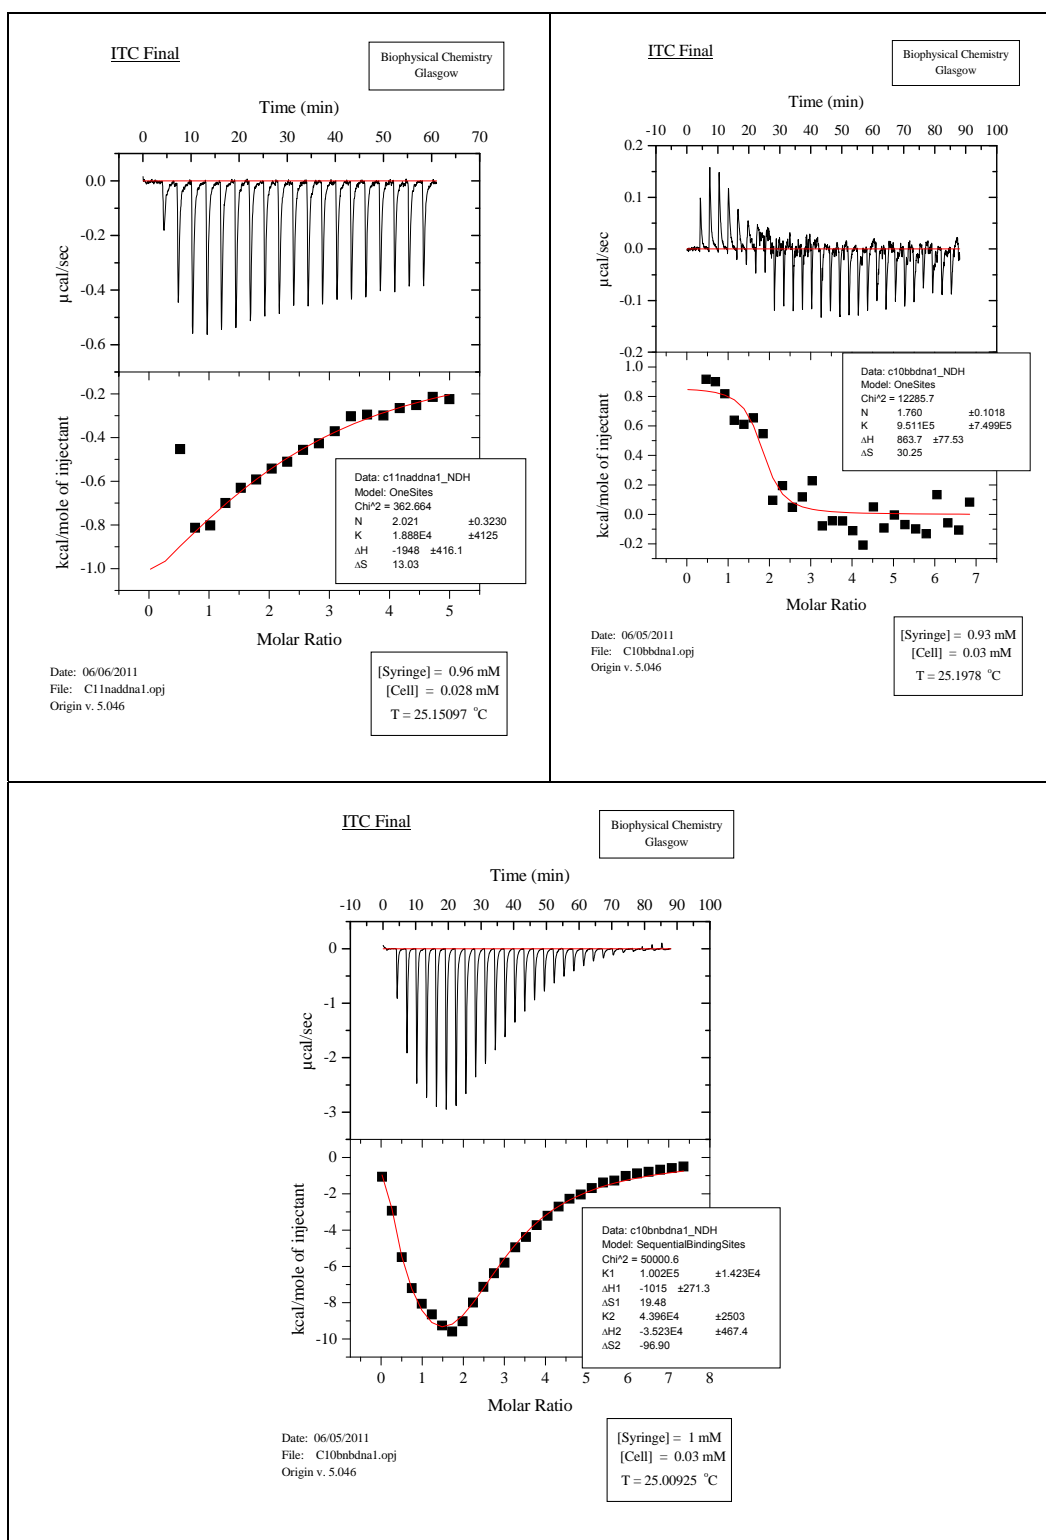 ITC Final
Biophysical Chemistry
Glasgow
Time (min)
0 10 20 30 40 50 60 70
0.0
-0.2
-0.4
-0.6
µcal/sec
-0.2
-0.4
-0.6
-0.8
-1.0
kcal/mole of injectant
Data: c11naddna1_NDH
Model: OneSites
Chi^2 = 362.664
N 2.021 ±0.3230
K 1.888E4 ±4125
ΔH -1948 ±416.1
ΔS 13.03
0 1 2 3 4 5
Molar Ratio
Date: 06/06/2011
File: C11naddna1.opj
Origin v. 5.046
[Syringe] = 0.96 mM
[Cell] = 0.028 mM
T = 25.15097 °C
ITC Final
Biophysical Chemistry
Glasgow
Time (min)
-10 0 10 20 30 40 50 60 70 80 90 100
0.2
0.1
0.0
-0.1
-0.2
µcal/sec
1.0
0.8
0.6
0.4
0.2
0.0
-0.2
kcal/mole of injectant
Data: c10bbdna1_NDH
Model: OneSites
Chi^2 = 12285.7
N 1.760 ±0.1018
K 9.511E5 ±7.499E5
ΔH 863.7 ±77.53
ΔS 30.25
0 1 2 3 4 5 6 7
Molar Ratio
Date: 06/05/2011
File: C10bbdna1.opj
Origin v. 5.046
[Syringe] = 0.93 mM
[Cell] = 0.03 mM
T = 25.1978 °C
ITC Final
Biophysical Chemistry
Glasgow
Time (min)
-10 0 10 20 30 40 50 60 70 80 90 100
0
-1
-2
-3
µcal/sec
0
-2
-4
-6
-8
-10
kcal/mole of injectant
Data: c10bnbdna1_NDH
Model: SequentialBindingSites
Chi^2 = 50000.6
K1 1.002E5 ±1.423E4
ΔH1 -1015 ±271.3
ΔS1 19.48
K2 4.396E4 ±2503
ΔH2 -3.523E4 ±467.4
ΔS2 -96.90
0 1 2 3 4 5 6 7 8
Molar Ratio
Date: 06/05/2011
File: C10bnbdna1.opj
Origin v. 5.046
[Syringe] = 1 mM
[Cell] = 0.03 mM
T = 25.00925 °C